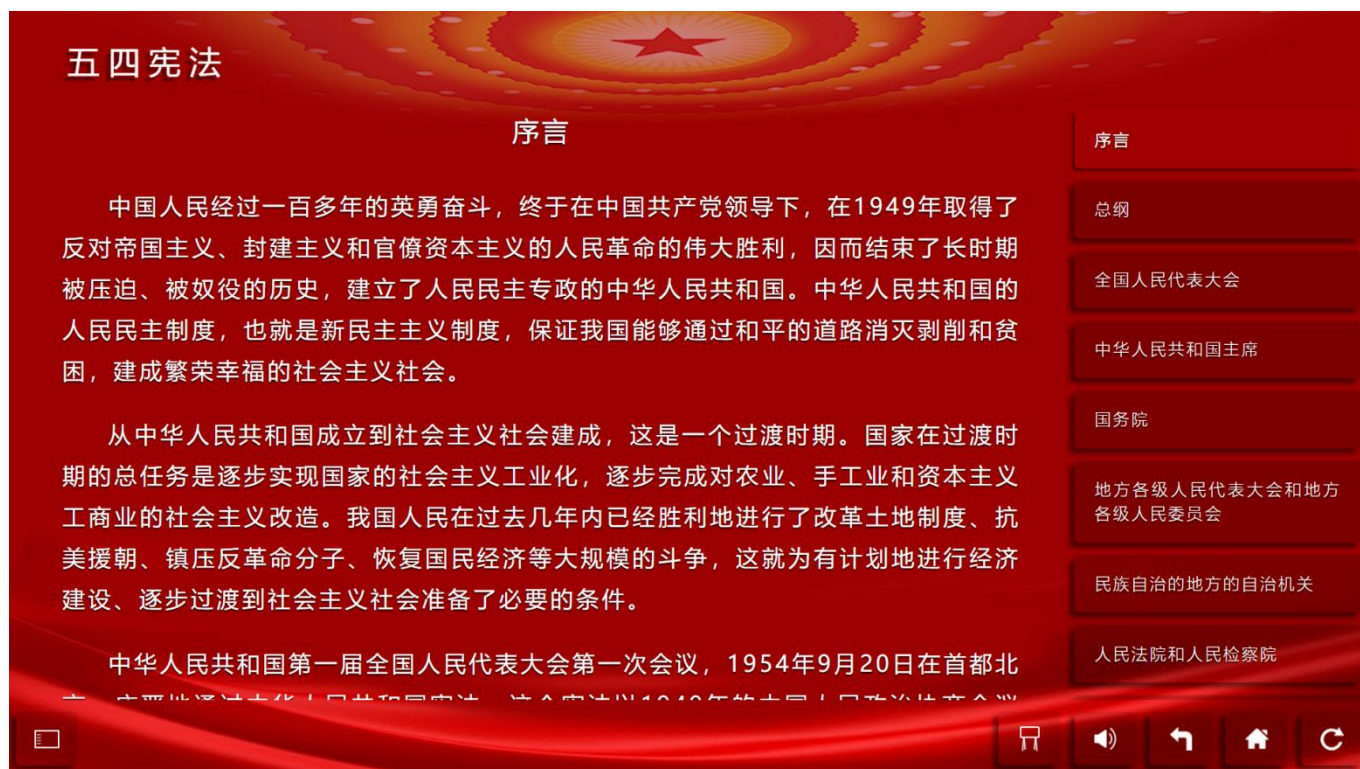 五四宪法
序言
中国人民经过一百多年的英勇奋斗，终于在中国共产党领导下，在1949年取得了
反对帝国主义、封建主义和官僚资本主义的人民革命的伟大胜利，因而结束了长时期
被压迫、被奴役的历史，建立了人民民主专政的中华人民共和国。中华人民共和国的
人民民主制度，也就是新民主主义制度，保证我国能够通过和平的道路消灭剥削和贫
困，建成繁荣幸福的社会主义社会。
从中华人民共和国成立到社会主义社会建成，这是一个过渡时期。国家在过渡时
期的总任务是逐步实现国家的社会主义工业化，逐步完成对农业、手工业和资本主义
工商业的社会主义改造。我国人民在过去几年内已经胜利地进行了改革土地制度、抗
美援朝、镇压反革命分子、恢复国民经济等大规模的斗争，这就为有计划地进行经济
建设、逐步过渡到社会主义社会准备了必要的条件。
中华人民共和国第一届全国人民代表大会第一次会议，1954年9月20日在首都北
序言
总纲
全国人民代表大会
中华人民共和国主席
国务院
地方各级人民代表大会和地方
各级人民委员会
民族自治的地方的自治机关
人民法院和人民检察院